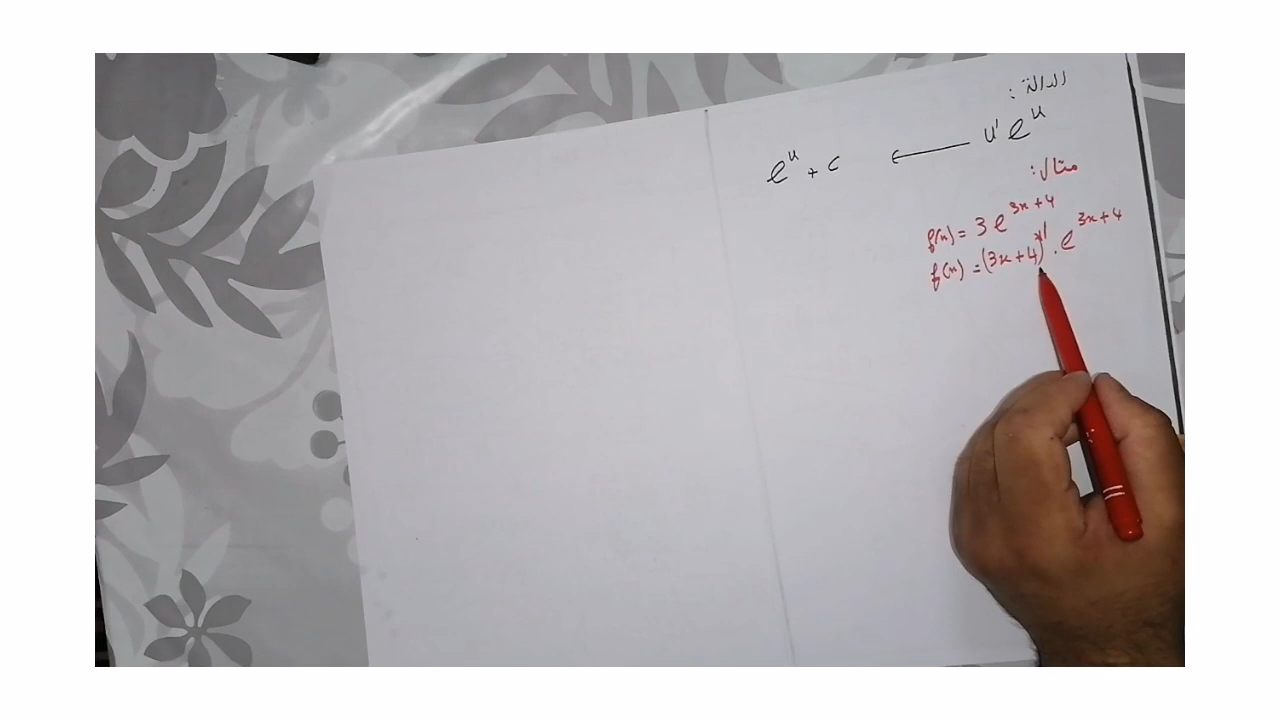 الدالة :
u' e^u ⟵ e^u + c
مثال :
f(x) = 3 e^{3x+4}
f(x) = (3x+4)' . e^{3x+4}